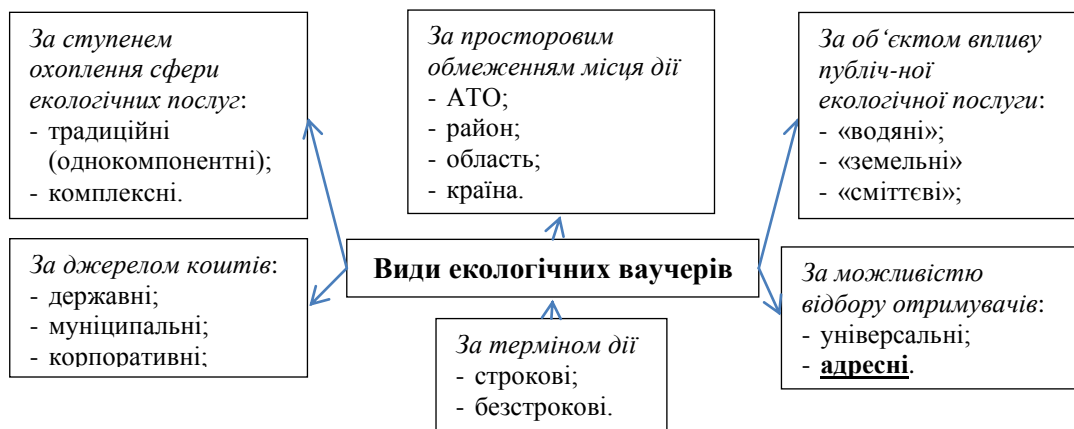 За ступенем
охоплення сфери
екологічних послуг:
- традиційні
(однокомпонентні);
- комплексні.
За просторовим
обмеженням місця дії
- АТО;
- район;
- область;
- країна.
За об‘єктом впливу
публіч-ної
екологічної послуги:
- «водяні»;
- «земельні»
- «сміттєві»;
За джерелом коштів:
- державні;
- муніципальні;
- корпоративні;
Види екологічних ваучерів
За терміном дії
- строкові;
- безстрокові.
За можливістю
відбору отримувачів:
- універсальні;
- адресні.